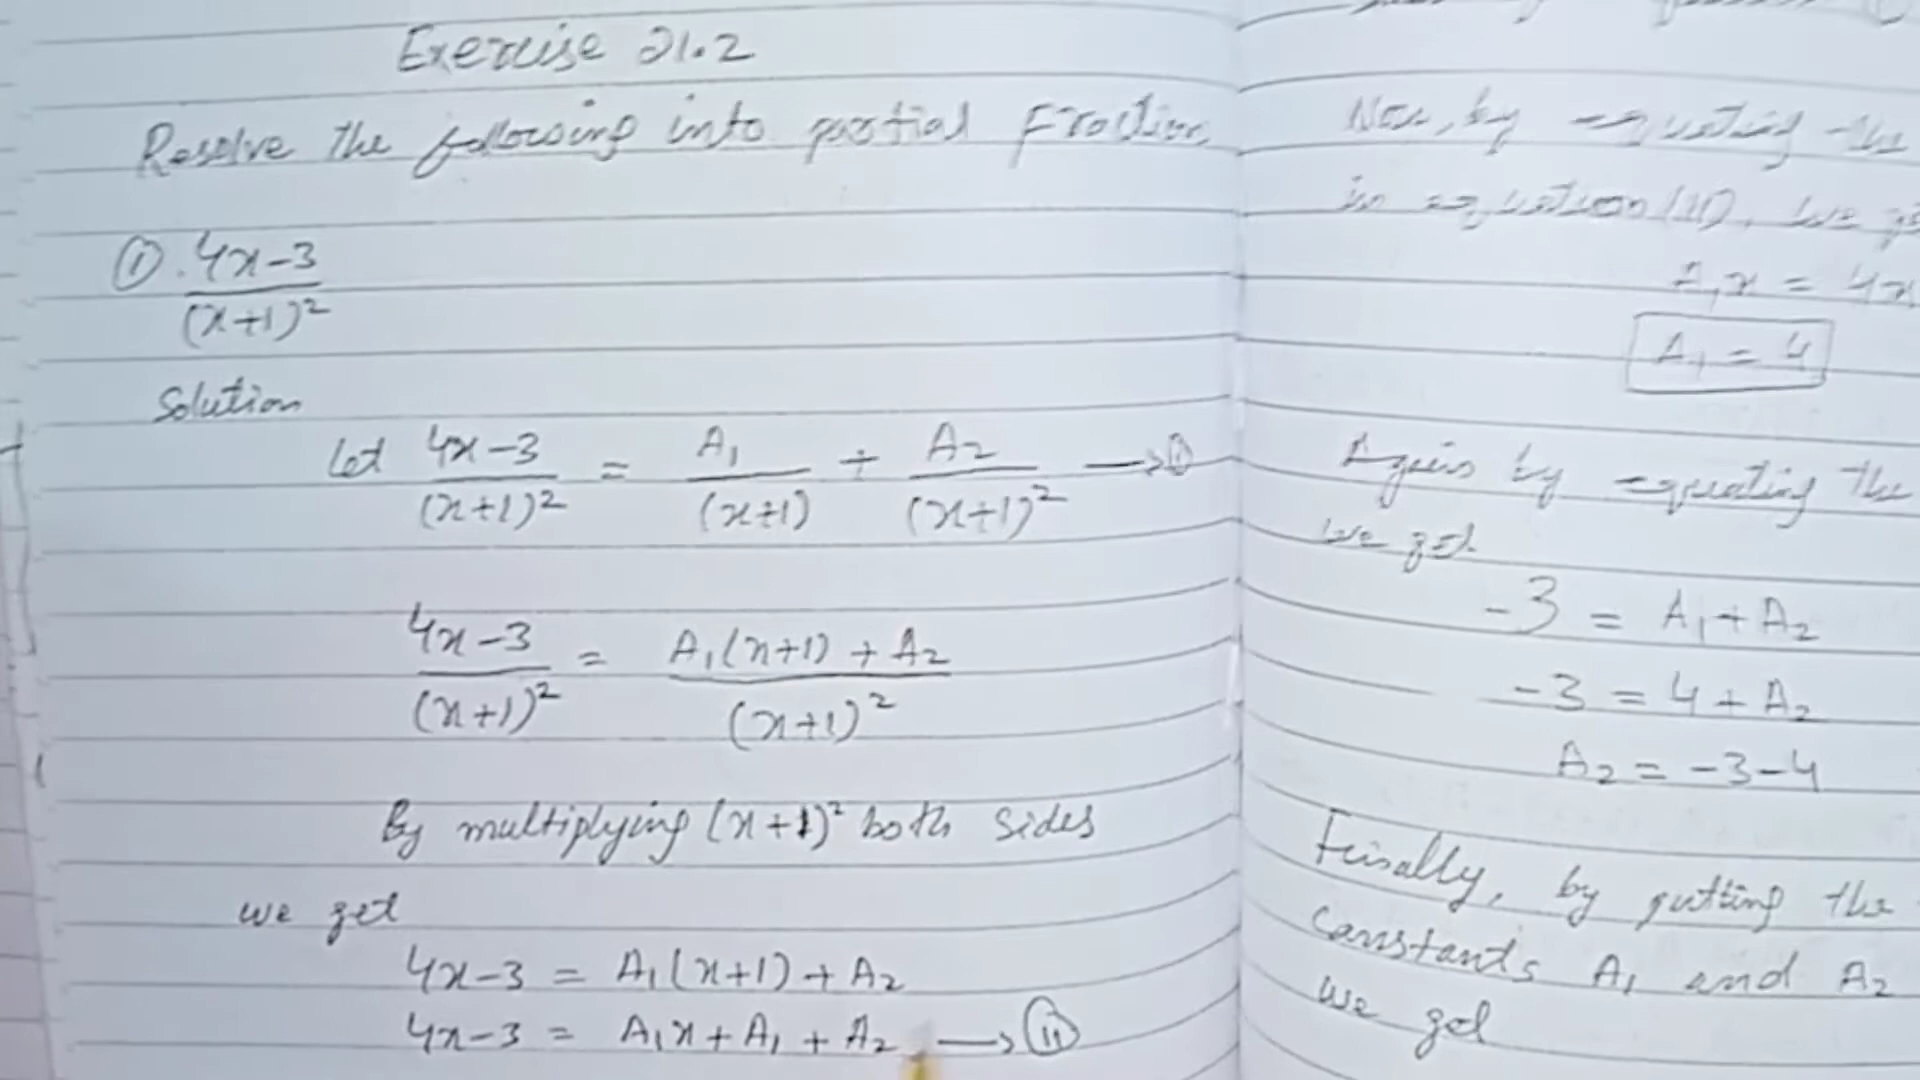 Exercise 21.2
Resolve the following into partial Fraction
① . 4x-3 / (x+1)²
Solution
Let 4x-3 / (x+1)² = A₁ / (x+1) + A₂ / (x+1)² → ①
4x-3 / (x+1)² = A₁(x+1) + A₂ / (x+1)²
By multiplying (x+1)² both sides
we get
4x-3 = A₁(x+1) + A₂
4x-3 = A₁x + A₁ + A₂ → (ii)
Now, by equating the
in equation (ii), we
A₁x = 4x
A₁ = 4
Again by equating the
we get
-3 = A₁ + A₂
-3 = 4 + A₂
A₂ = -3-4
Finally, by putting the
constants A₁ and A₂
we get